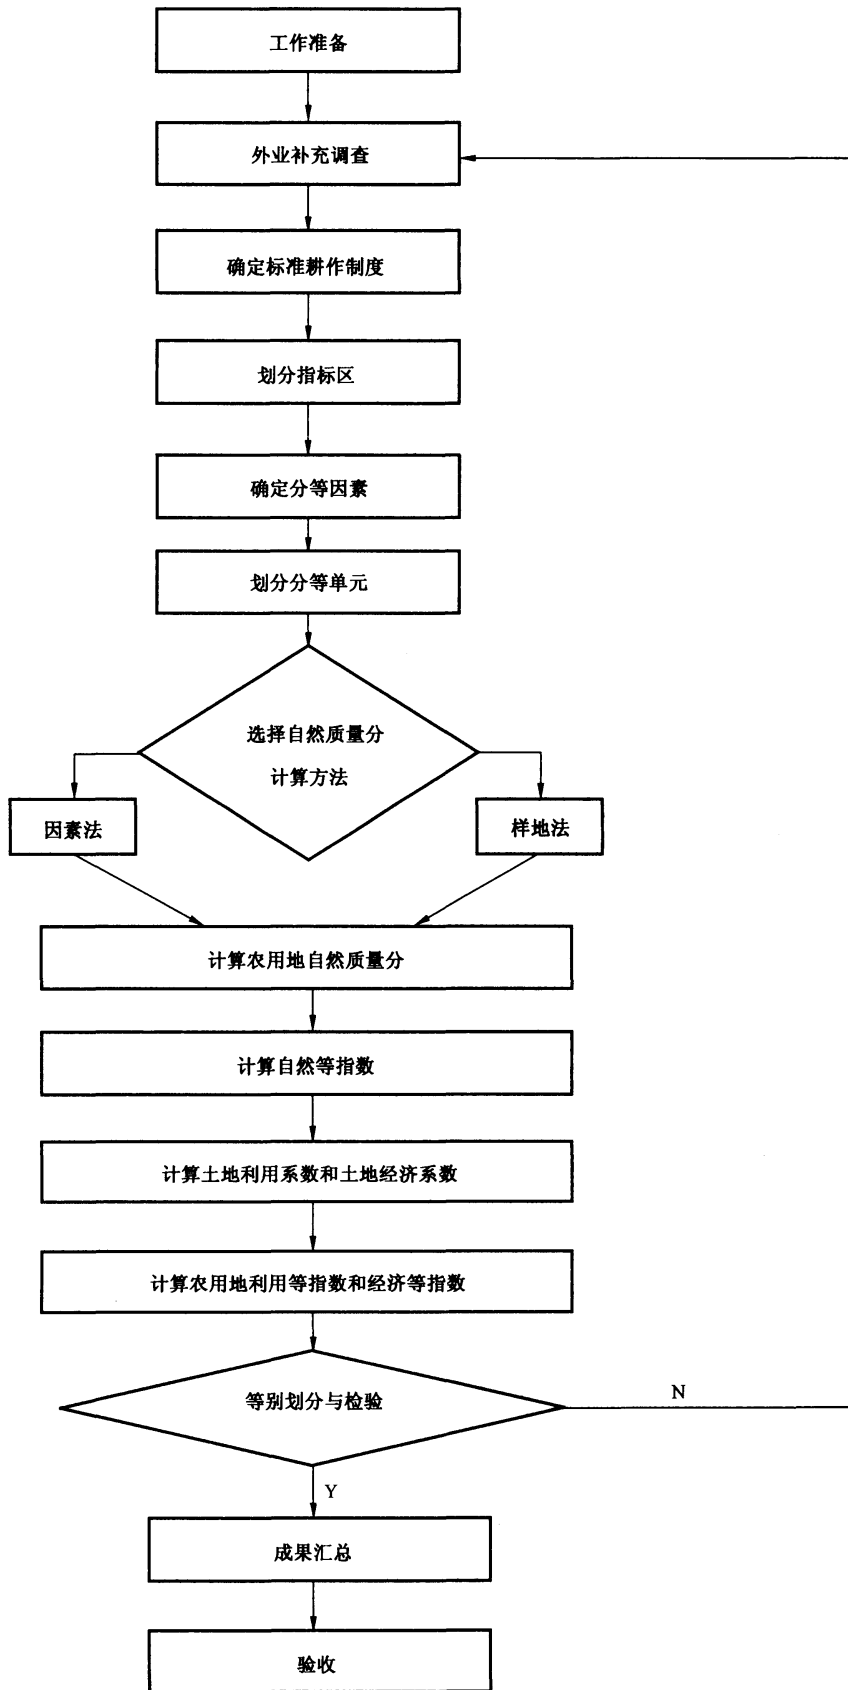 工作准备
外业补充调查
确定标准耕作制度
划分指标区
确定分等因素
划分分等单元
选择自然质量分
计算方法
因素法
样地法
计算农用地自然质量分
计算自然等指数
计算土地利用系数和土地经济系数
计算农用地利用等指数和经济等指数
等别划分与检验
N
Y
成果汇总
验收